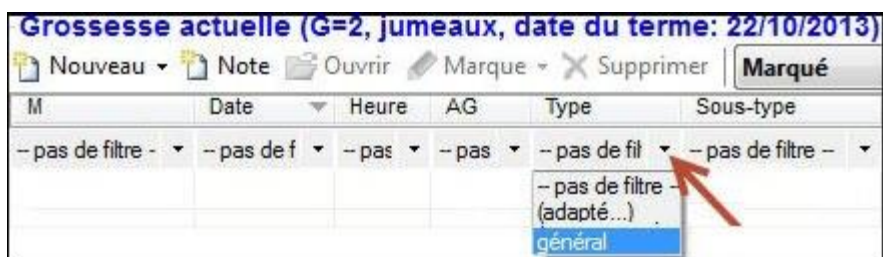 Grossesse actuelle (G=2, jumeaux, date du terme: 22/10/2013)
Nouveau Note Ouvrir Marque Supprimer Marqué
M Date Heure AG Type Sous-type
-- pas de filtre - -- pas de f -- pas -- pas -- pas de fil -- pas de filtre --
-- pas de filtre -
(adapté...)
général